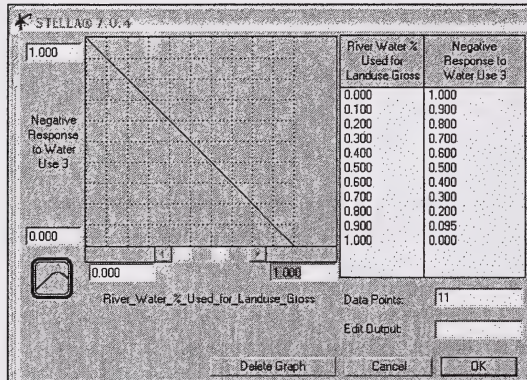 STELLA® 7.0.4
1.000
Negative
Response
to Water
Use 3
0.000
0.000 1.000
River_Water_%_Used_for_Landuse_Gross
River Water %
Used for
Landuse Gross
Negative
Response to
Water Use 3
0.000 1.000
0.100 0.900
0.200 0.800
0.300 0.700
0.400 0.600
0.500 0.500
0.600 0.400
0.700 0.300
0.800 0.200
0.900 0.095
1.000 0.000
Data Points: 11
Edit Output:
Delete Graph Cancel OK